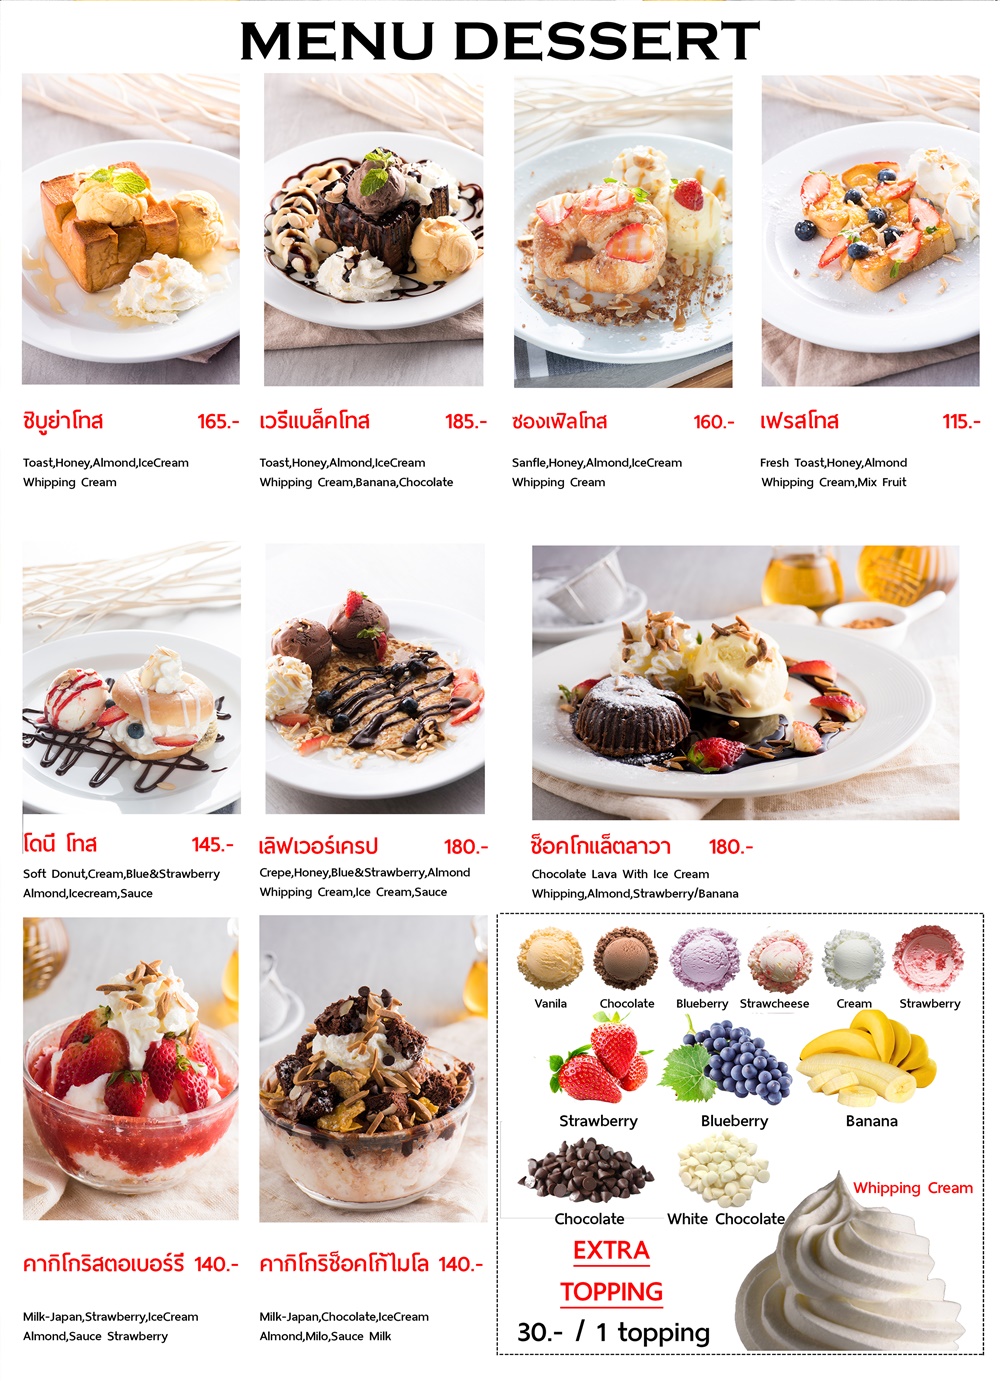 MENU DESSERT
ชิบูย่าโทส 165.-
Toast,Honey,Almond,IceCream
Whipping Cream
เวรีแบล็คโทส 185.-
Toast,Honey,Almond,IceCream
Whipping Cream,Banana,Chocolate
ซองเฟิลโทส 160.-
Sanfle,Honey,Almond,IceCream
Whipping Cream
เฟรสโทส 115.-
Fresh Toast,Honey,Almond
Whipping Cream,Mix Fruit
โดนี โทส 145.-
Soft Donut,Cream,Blue&Strawberry
Almond,Icecream,Sauce
เลิฟเวอร์เครป 180.-
Crepe,Honey,Blue&Strawberry,Almond
Whipping Cream,Ice Cream,Sauce
ช็อคโกแล็ตลาวา 180.-
Chocolate Lava With Ice Cream
Whipping,Almond,Strawberry/Banana
คากิโกริสตอเบอร์รี 140.-
Milk-Japan,Strawberry,IceCream
Almond,Sauce Strawberry
คากิโกริช็อคโก้ไมโล 140.-
Milk-Japan,Chocolate,IceCream
Almond,Milo,Sauce Milk
Vanila Chocolate Blueberry Strawcheese Cream Strawberry
Strawberry Blueberry Banana
Chocolate White Chocolate
Whipping Cream
EXTRA
TOPPING
30.- / 1 topping